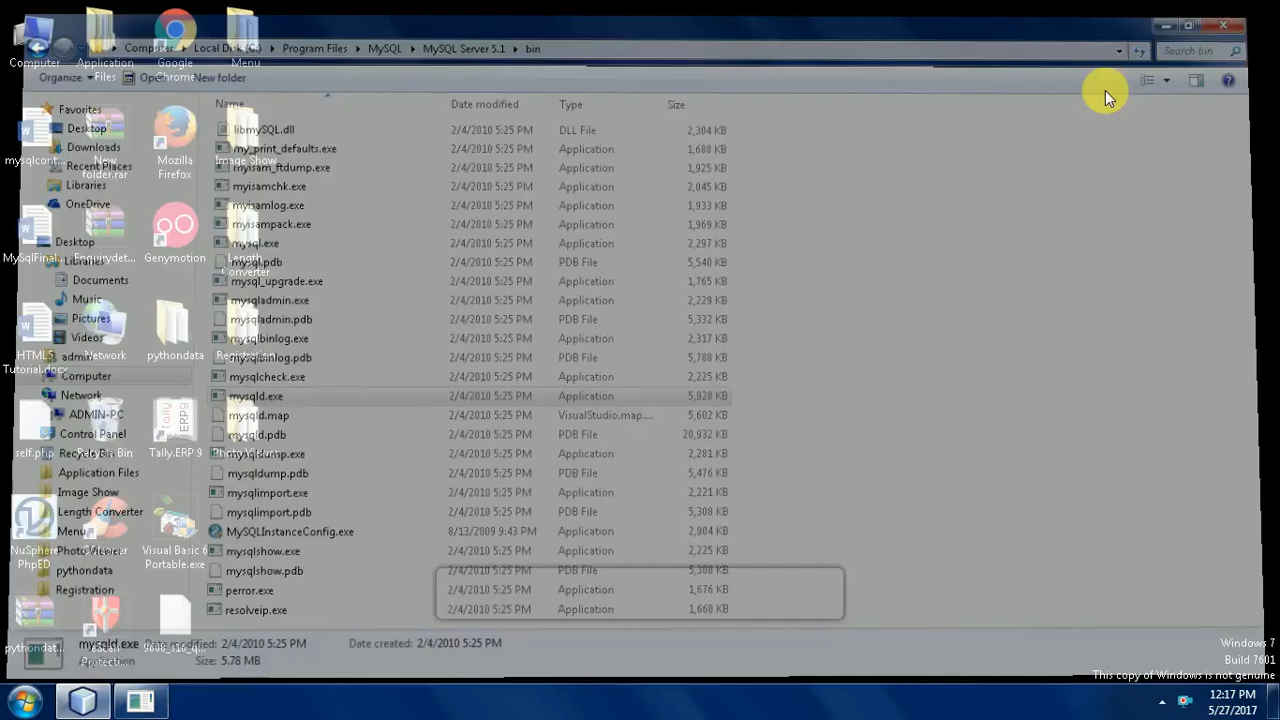 Computer Local Disk (C:) Program Files MySQL MySQL Server 5.1 bin
Search bin
Organize Open New folder
Name Date modified Type Size
libmySQL.dll 2/4/2010 5:25 PM DLL File 2,304 KB
my_print_defaults.exe 2/4/2010 5:25 PM Application 1,688 KB
myisam_ftdump.exe 2/4/2010 5:25 PM Application 1,925 KB
myisamchk.exe 2/4/2010 5:25 PM Application 2,045 KB
myisamlog.exe 2/4/2010 5:25 PM Application 1,933 KB
myisampack.exe 2/4/2010 5:25 PM Application 1,969 KB
mysql.exe 2/4/2010 5:25 PM Application 2,297 KB
mysql.pdb 2/4/2010 5:25 PM PDB File 5,540 KB
mysql_upgrade.exe 2/4/2010 5:25 PM Application 1,765 KB
mysqladmin.exe 2/4/2010 5:25 PM Application 2,229 KB
mysqladmin.pdb 2/4/2010 5:25 PM PDB File 5,332 KB
mysqlbinlog.exe 2/4/2010 5:25 PM Application 2,317 KB
mysqlbinlog.pdb 2/4/2010 5:25 PM PDB File 5,788 KB
mysqlcheck.exe 2/4/2010 5:25 PM Application 2,225 KB
mysqld.exe 2/4/2010 5:25 PM Application 5,928 KB
mysqld.map 2/4/2010 5:25 PM VisualStudio.map.... 5,602 KB
mysqld.pdb 2/4/2010 5:25 PM PDB File 20,932 KB
mysqldump.exe 2/4/2010 5:25 PM Application 2,281 KB
mysqldump.pdb 2/4/2010 5:25 PM PDB File 5,476 KB
mysqlimport.exe 2/4/2010 5:25 PM Application 2,221 KB
mysqlimport.pdb 2/4/2010 5:25 PM PDB File 5,308 KB
MySQLInstanceConfig.exe 8/13/2009 9:43 PM Application 2,984 KB
mysqlshow.exe 2/4/2010 5:25 PM Application 2,225 KB
mysqlshow.pdb 2/4/2010 5:25 PM PDB File 5,308 KB
perror.exe 2/4/2010 5:25 PM Application 1,676 KB
resolveip.exe 2/4/2010 5:25 PM Application 1,660 KB
Favorites
Desktop
Downloads
Recent Places
Libraries
OneDrive
Desktop
Libraries
Documents
Music
Pictures
Videos
admin
Computer
Network
ADMIN-PC
Control Panel
Recycle Bin
Application Files
Image Show
Length Converter
Menu
pythondata
Registration
mysqld.exe Date modified: 2/4/2010 5:25 PM Date created: 2/4/2010 5:25 PM
Application Size: 5.78 MB
Computer
Application
Files
Google
Chrome
Menu
mysqlcont...
New
folder.rar
Mozilla
Firefox
Image Show
MySqlFinal...
Enquirydet...
Genymotion
Length
Converter
HTML5
Tutorial.docx
Network
pythondata
Registration
self.php
Recycle Bin
Tally.ERP 9
NuSphere
PhpED
CCleaner
Visual Basic 6
Portable.exe
pythondat...
eScan
Protecti...
Windows 7
Build 7601
This copy of Windows is not genuine
12:17 PM
5/27/2017